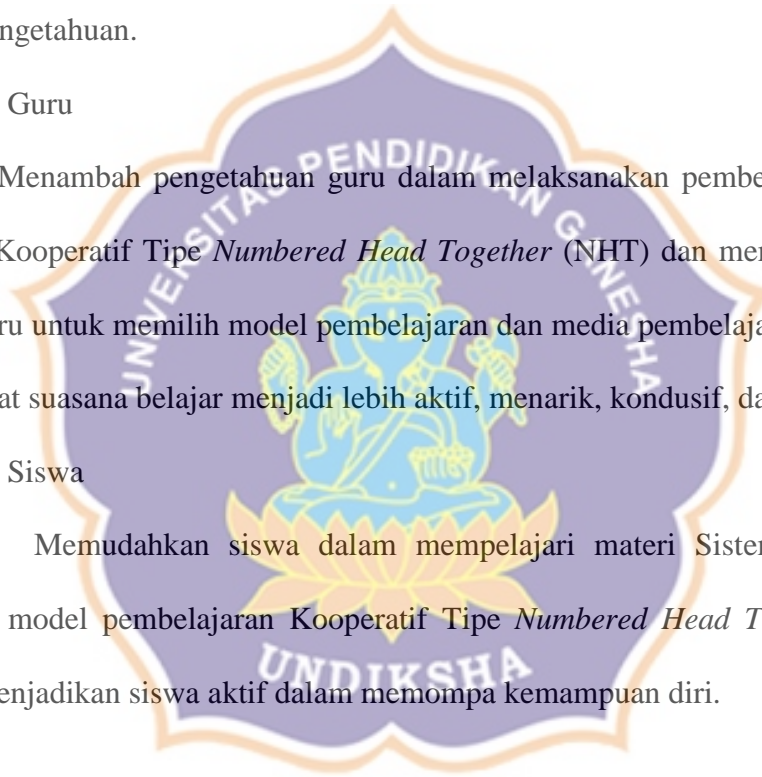 ngetahuan.
Guru
Menambah pengetahuan guru dalam melaksanakan pembe
Kooperatif Tipe Numbered Head Together (NHT) dan mer
ru untuk memilih model pembelajaran dan media pembelaja
at suasana belajar menjadi lebih aktif, menarik, kondusif, da
Siswa
Memudahkan siswa dalam mempelajari materi Sister
model pembelajaran Kooperatif Tipe Numbered Head T
enjadikan siswa aktif dalam memompa kemampuan diri.
UNIVERSITAS PENDIDIKAN GANESHA
UNDIKSHA